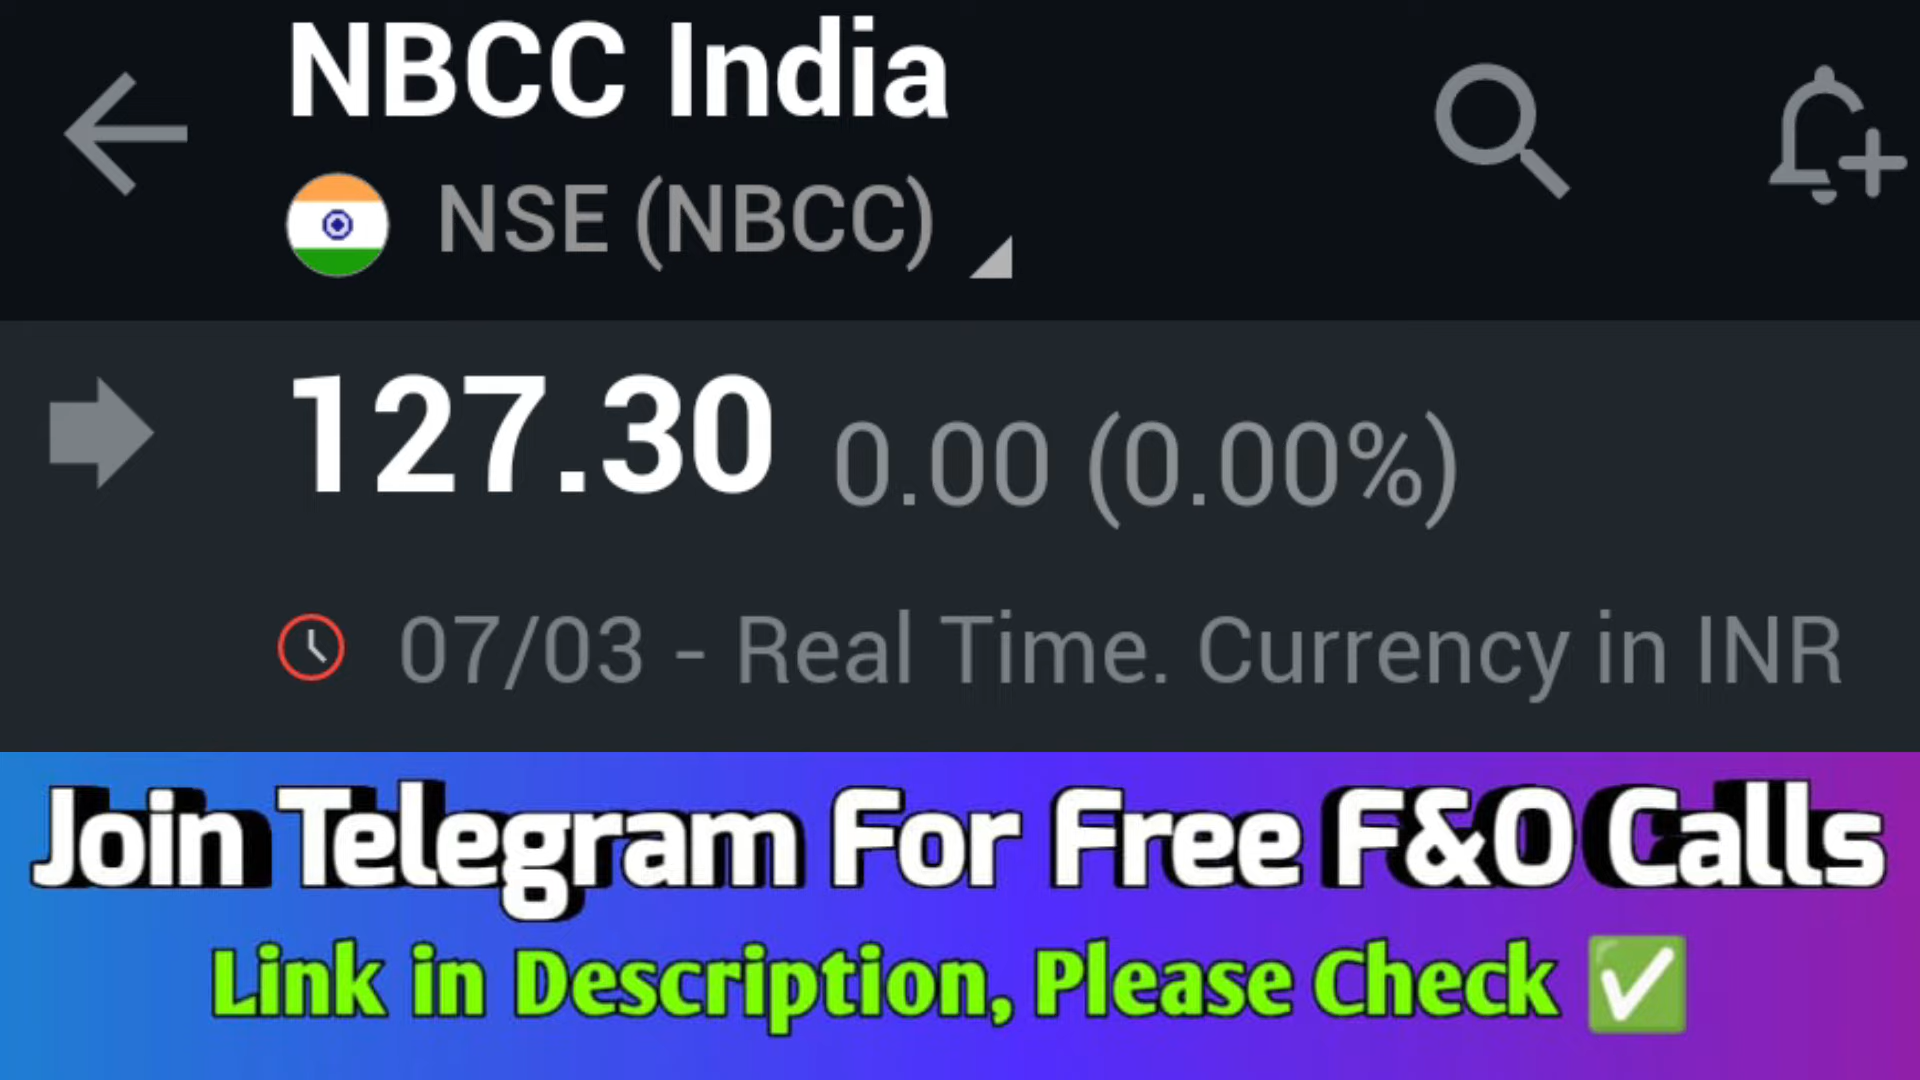 NBCC India
NSE (NBCC)
127.30 0.00 (0.00%)
07/03 - Real Time. Currency in INR
Join Telegram For Free F&O Calls
Link in Description, Please Check ✅